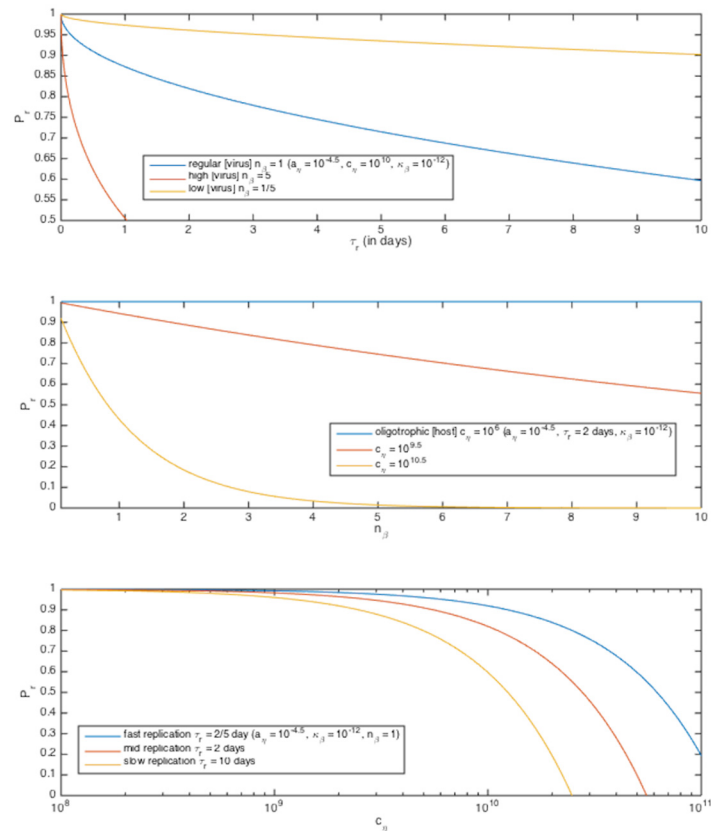 1
0.95
0.9
0.85
0.8
0.75
0.7
0.65
0.6
0.55
0.5
P_r
regular [virus] n_β = 1 (a_η = 10^-4.5, c_η = 10^10, κ_β = 10^-12)
high [virus] n_β = 5
low [virus] n_β = 1/5
0 1 2 3 4 5 6 7 8 9 10
τ_r (in days)
1
0.9
0.8
0.7
0.6
0.5
0.4
0.3
0.2
0.1
0
P_r
oligotrophic [host] c_η = 10^6 (a_η = 10^-4.5, τ_r = 2 days, κ_β = 10^-12)
c_η = 10^9.5
c_η = 10^10.5
1 2 3 4 5 6 7 8 9 10
n_β
1
0.9
0.8
0.7
0.6
0.5
0.4
0.3
0.2
0.1
0
P_r
fast replication τ_r = 2/5 day (a_η = 10^-4.5, κ_β = 10^-12, n_β = 1)
mid replication τ_r = 2 days
slow replication τ_r = 10 days
10^8 10^9 10^10 10^11
c_η